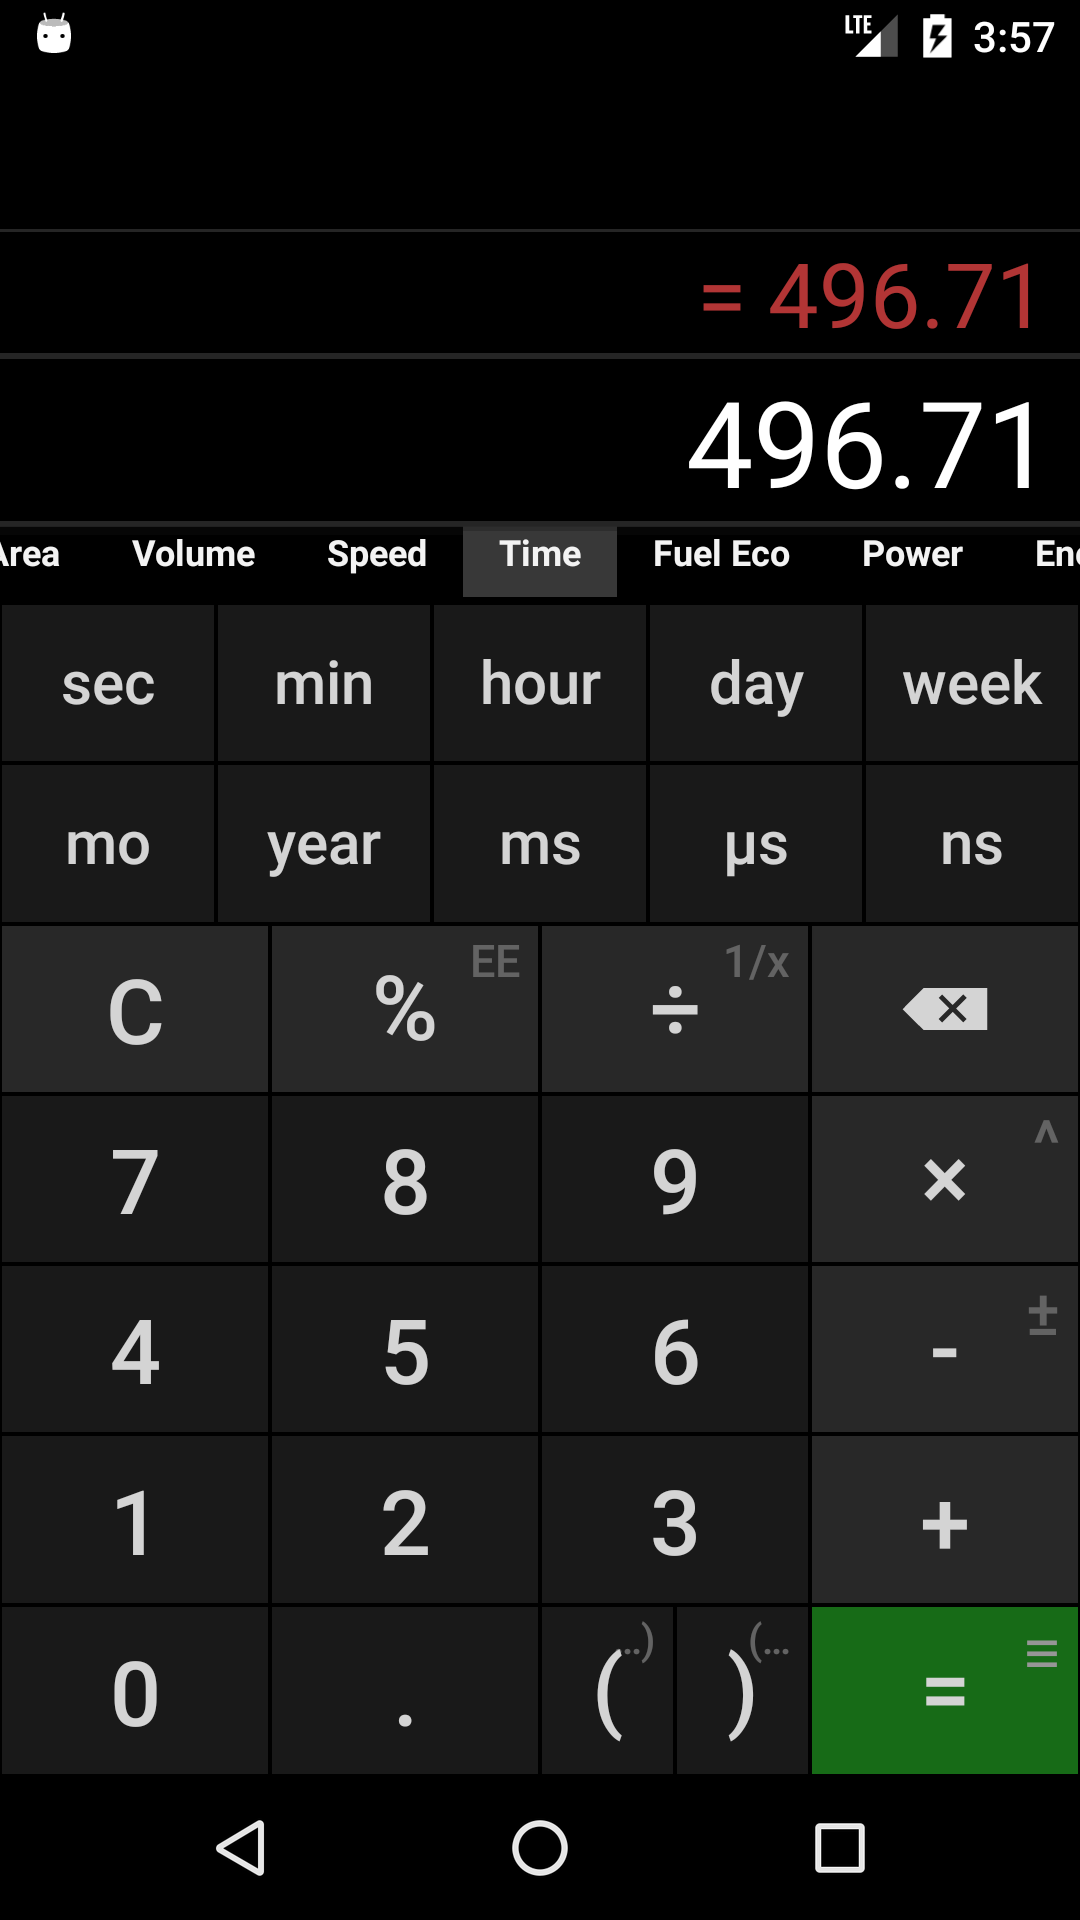 LTE 3:57
= 496.71
496.71
Area Volume Speed Time Fuel Eco Power
sec min hour day week
mo year ms µs ns
C % EE ÷ 1/x
7 8 9 × ^
4 5 6 - ±
1 2 3 +
0 . ( ..) ) (... =